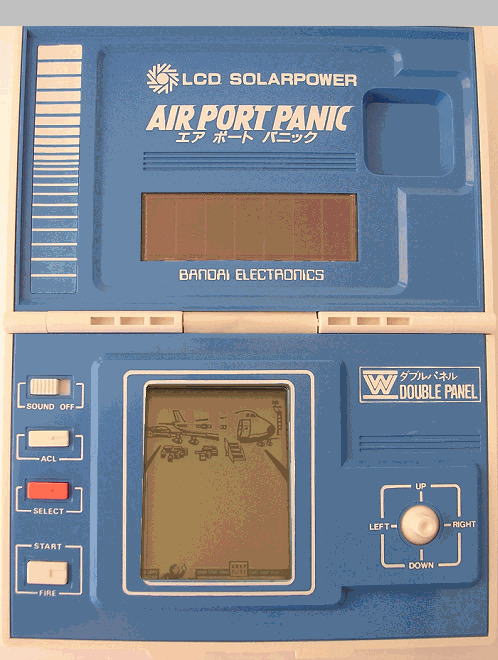 LCD SOLARPOWER
AIR PORT PANIC
エア ポート パニック
BANDAI ELECTRONICS
SOUND OFF
ACL
SELECT
START
FIRE
W ダブルパネル
DOUBLE PANEL
UP
LEFT RIGHT
DOWN